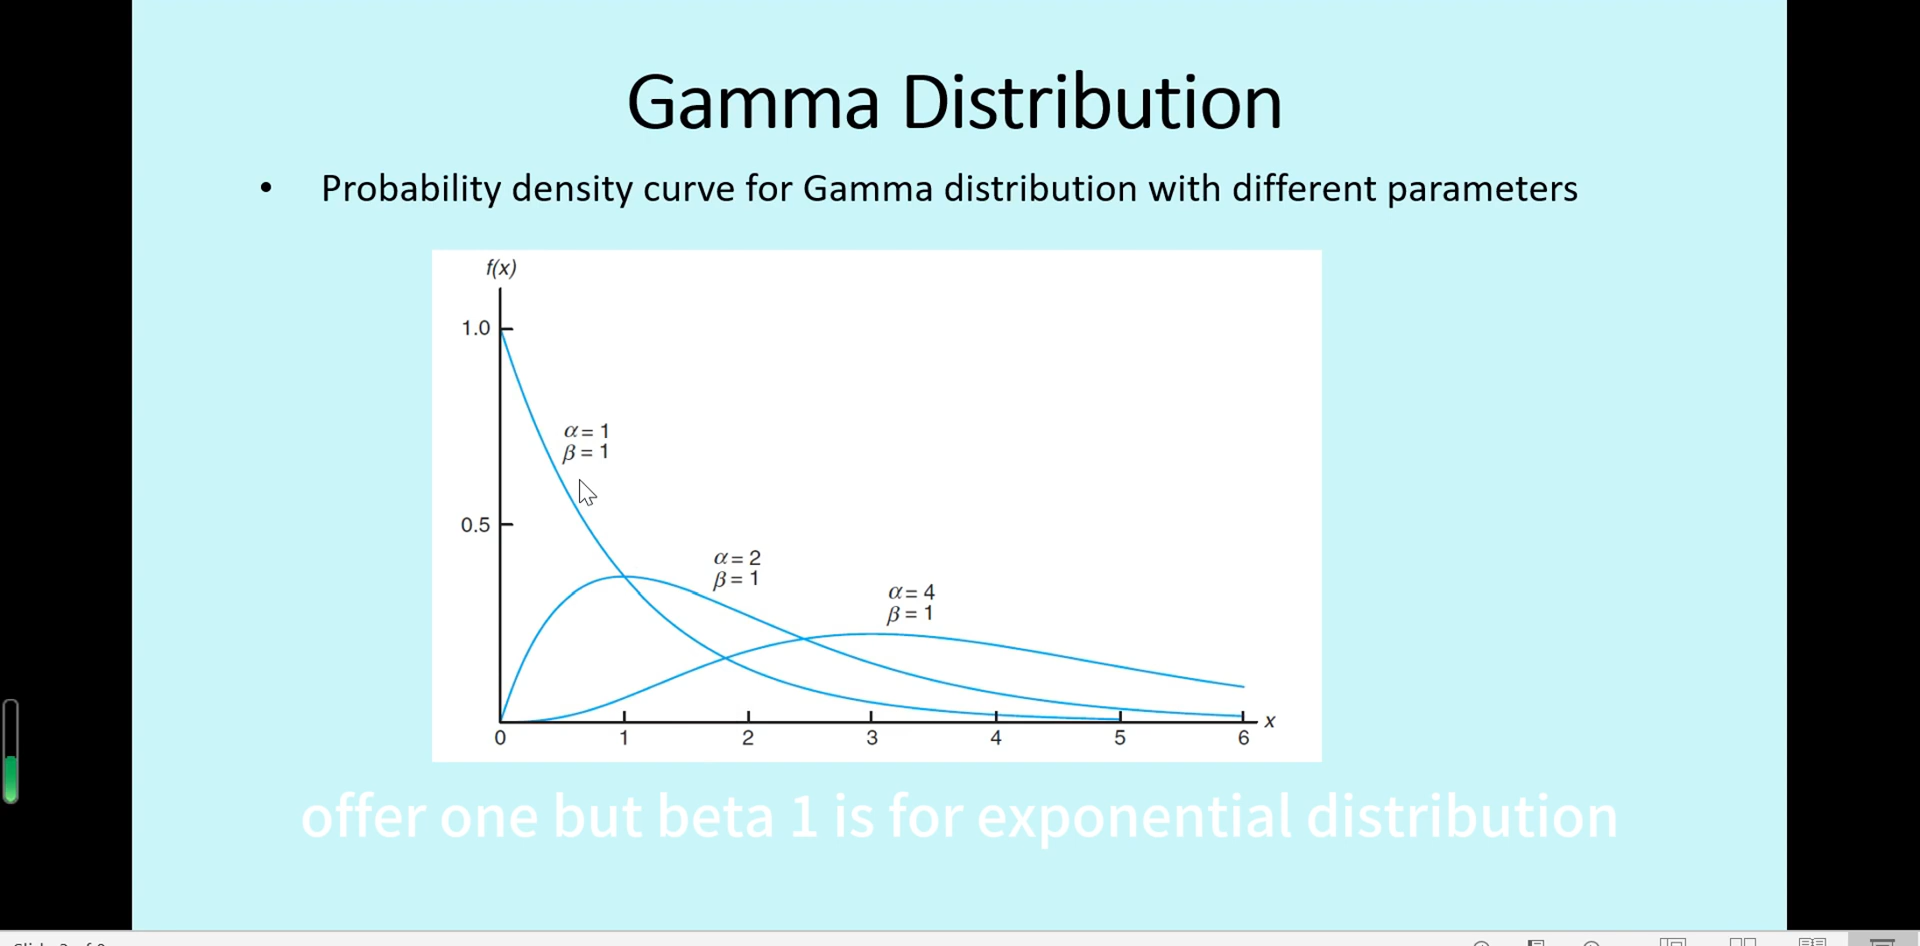 Gamma Distribution
• Probability density curve for Gamma distribution with different parameters
f(x)
1.0
α = 1
β = 1
0.5
α = 2
β = 1
α = 4
β = 1
x
0 1 2 3 4 5 6
offer one but beta 1 is for exponential distribution